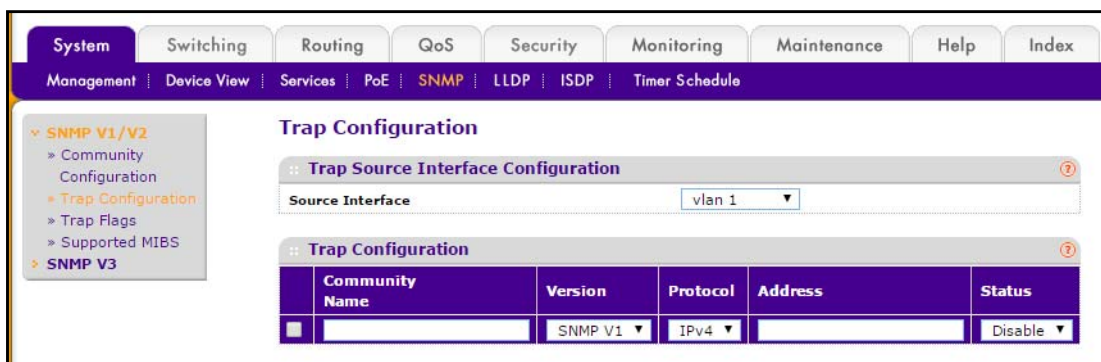 System Switching Routing QoS Security Monitoring Maintenance Help Index
Management Device View Services PoE SNMP LLDP ISDP Timer Schedule
SNMP V1/V2
» Community
Configuration
» Trap Configuration
» Trap Flags
» Supported MIBS
SNMP V3
Trap Configuration
Trap Source Interface Configuration
Source Interface vlan 1
Trap Configuration
Community
Name Version Protocol Address Status
SNMP V1 IPv4 Disable